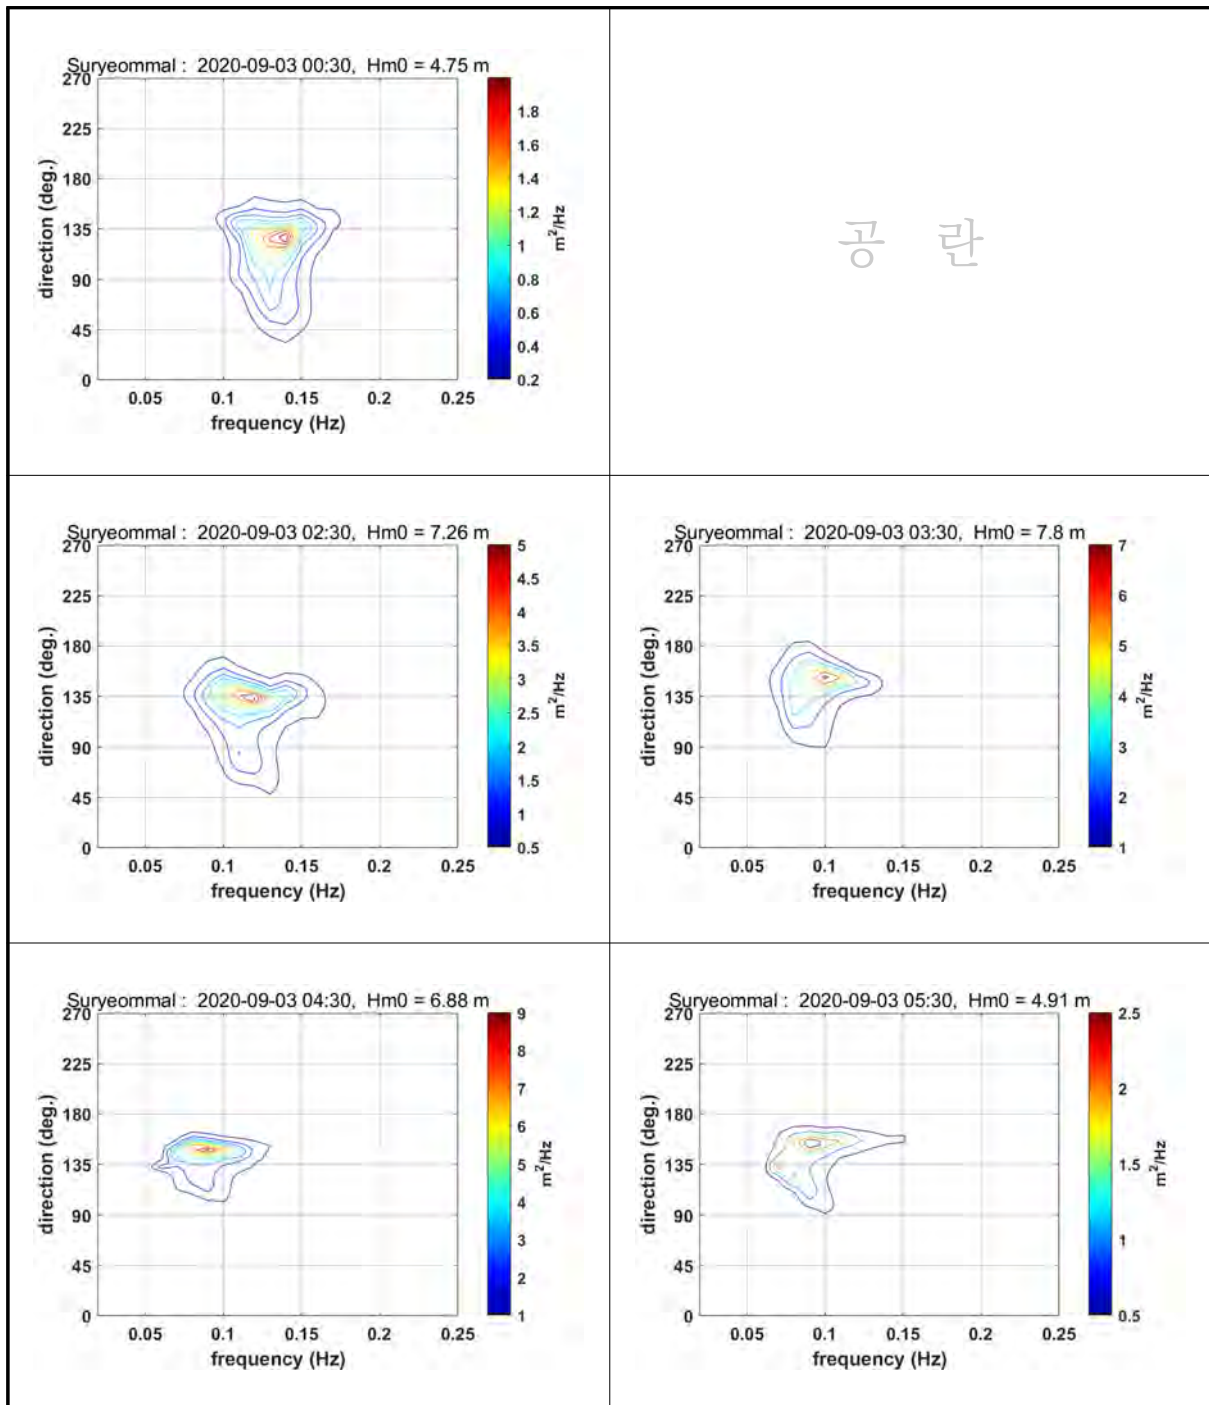 Suryeommal :  2020-09-03 00:30,  Hm0 = 4.75 m
270
225
180
135
90
45
0
direction (deg.)
0.05 0.1 0.15 0.2 0.25
frequency (Hz)
1.8
1.6
1.4
1.2
1
0.8
0.6
0.4
0.2
m²/Hz
공 란
Suryeommal :  2020-09-03 02:30,  Hm0 = 7.26 m
270
225
180
135
90
45
0
direction (deg.)
0.05 0.1 0.15 0.2 0.25
frequency (Hz)
5
4.5
4
3.5
3
2.5
2
1.5
1
0.5
m²/Hz
Suryeommal :  2020-09-03 03:30,  Hm0 = 7.8 m
270
225
180
135
90
45
0
direction (deg.)
0.05 0.1 0.15 0.2 0.25
frequency (Hz)
7
6
5
4
3
2
1
m²/Hz
Suryeommal :  2020-09-03 04:30,  Hm0 = 6.88 m
270
225
180
135
90
45
0
direction (deg.)
0.05 0.1 0.15 0.2 0.25
frequency (Hz)
9
8
7
6
5
4
3
2
1
m²/Hz
Suryeommal :  2020-09-03 05:30,  Hm0 = 4.91 m
270
225
180
135
90
45
0
direction (deg.)
0.05 0.1 0.15 0.2 0.25
frequency (Hz)
2.5
2
1.5
1
0.5
m²/Hz